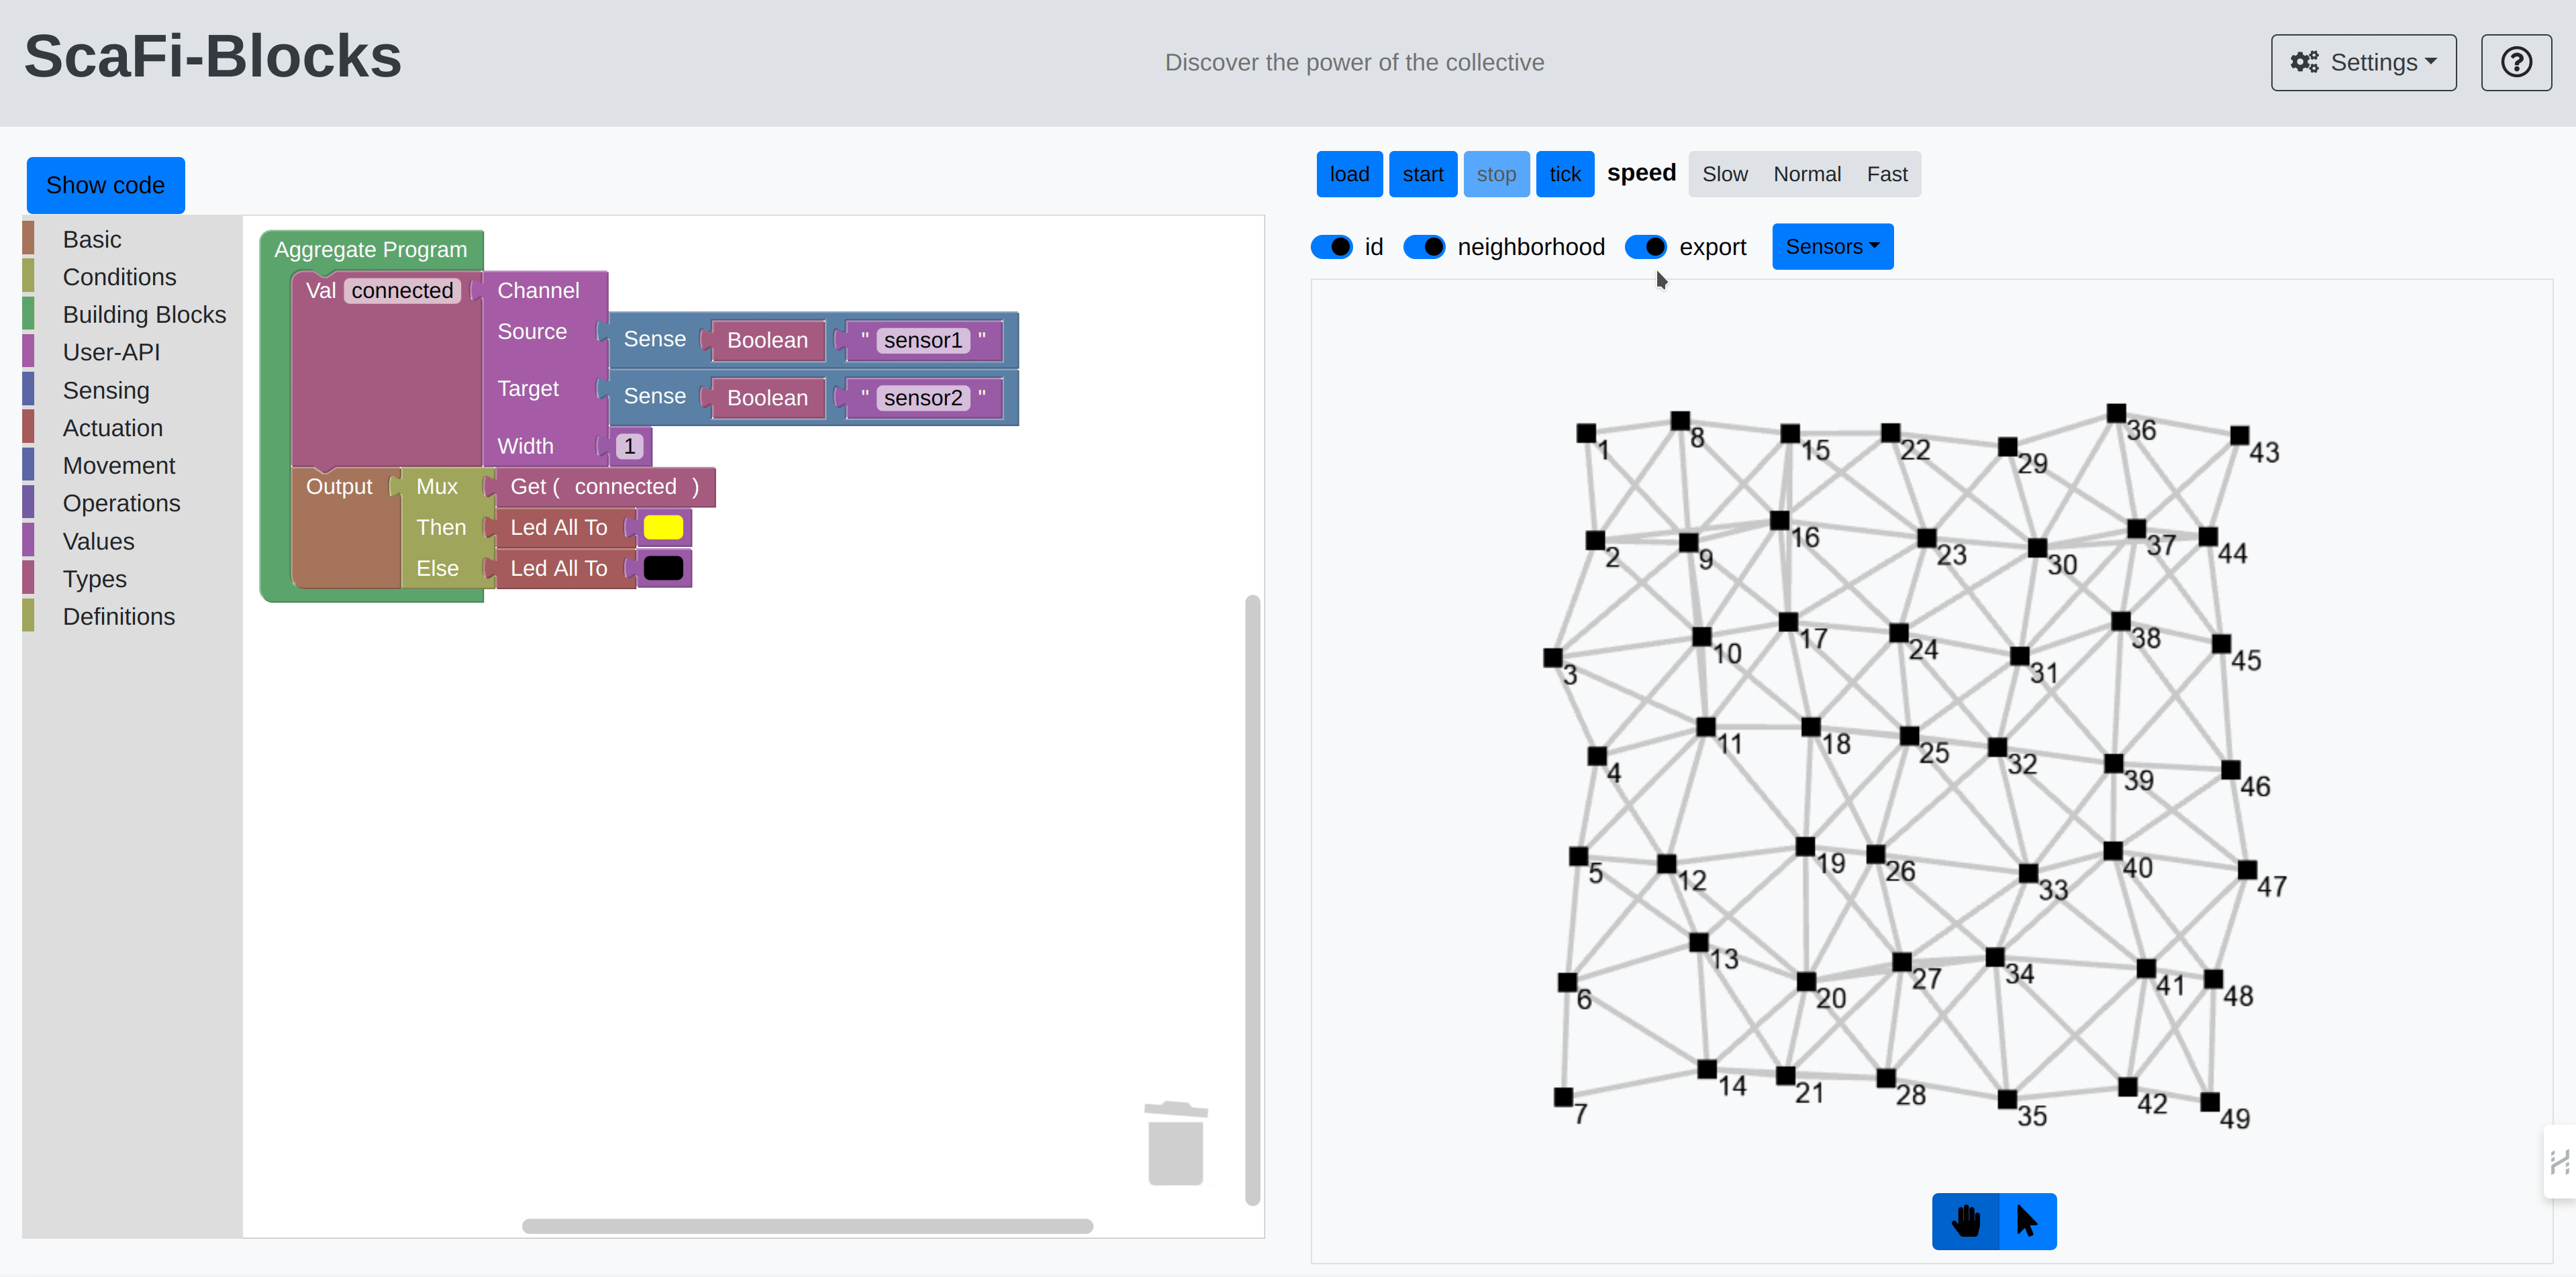 ScaFi-Blocks
Discover the power of the collective
Settings
Show code
load start stop tick speed Slow Normal Fast
id neighborhood export Sensors
Basic
Conditions
Building Blocks
User-API
Sensing
Actuation
Movement
Operations
Values
Types
Definitions
Aggregate Program
Val connected Channel
Source Sense Boolean " sensor1 "
Target Sense Boolean " sensor2 "
Width 1
Output Mux Get ( connected )
Then Led All To
Else Led All To
1 8 15 22 29 36 43
2 9 16 23 30 37 44
3 10 17 24 31 38 45
4 11 18 25 32 39 46
5 12 19 26 33 40 47
6 13 20 27 34 41 48
7 14 21 28 35 42 49